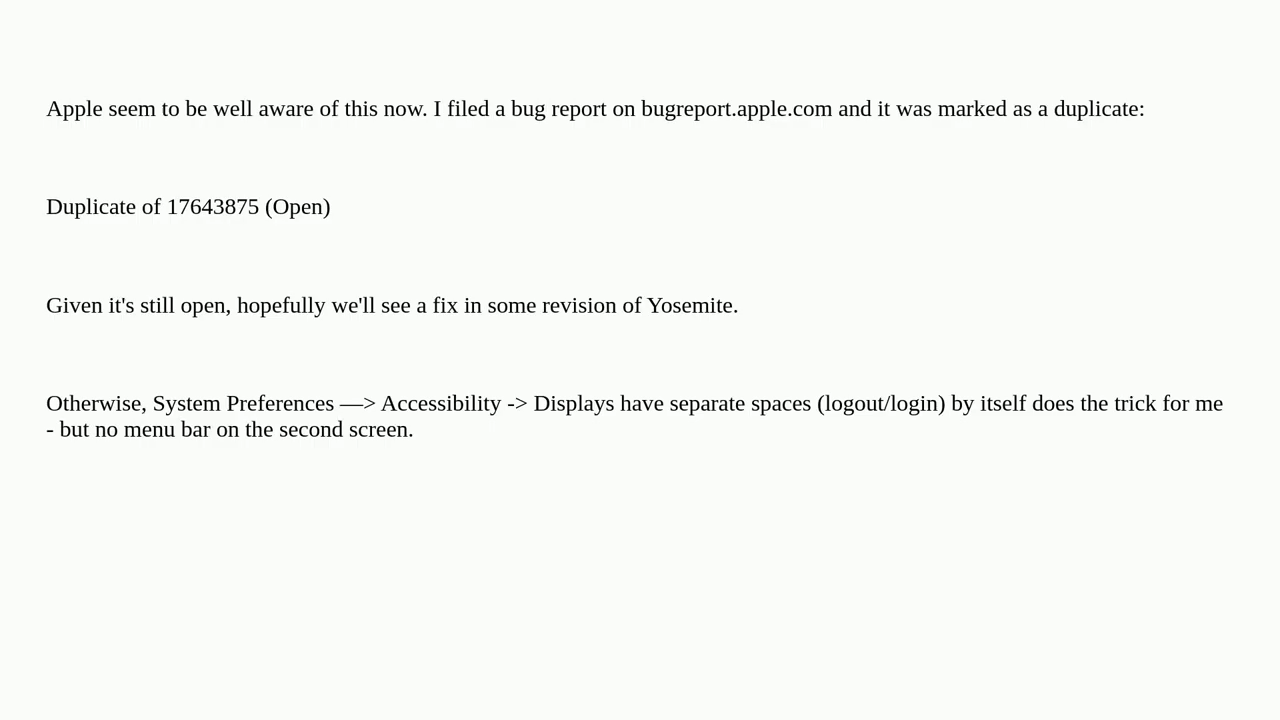 Apple seem to be well aware of this now. I filed a bug report on bugreport.apple.com and it was marked as a duplicate:
Duplicate of 17643875 (Open)
Given it's still open, hopefully we'll see a fix in some revision of Yosemite.
Otherwise, System Preferences —> Accessibility -> Displays have separate spaces (logout/login) by itself does the trick for me
- but no menu bar on the second screen.